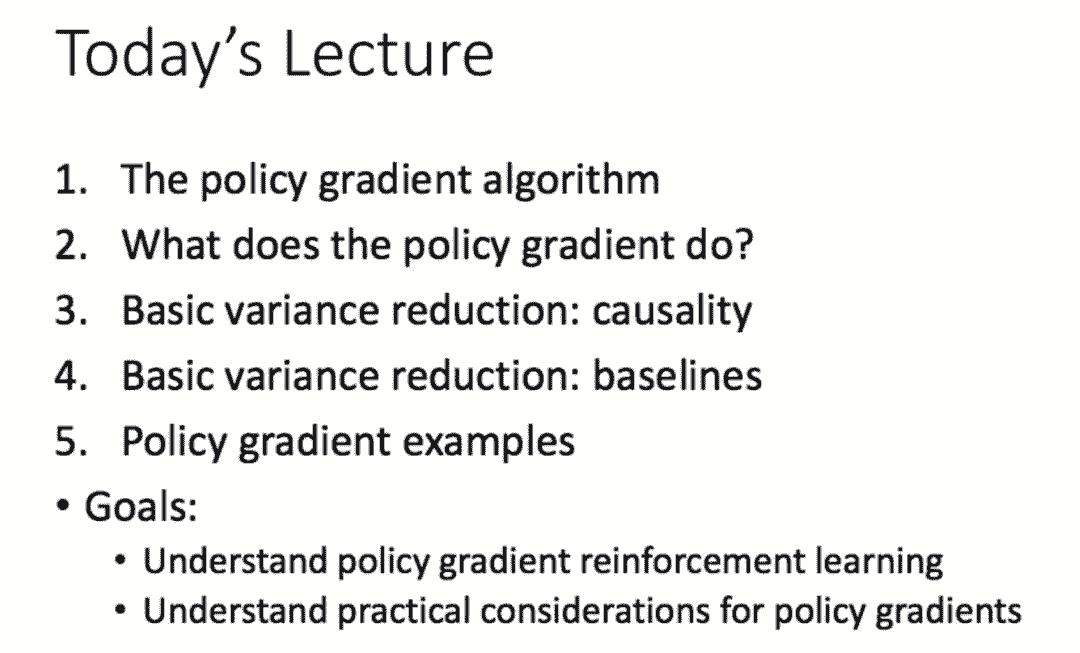 Today’s Lecture
1. The policy gradient algorithm
2. What does the policy gradient do?
3. Basic variance reduction: causality
4. Basic variance reduction: baselines
5. Policy gradient examples
• Goals:
• Understand policy gradient reinforcement learning
• Understand practical considerations for policy gradients